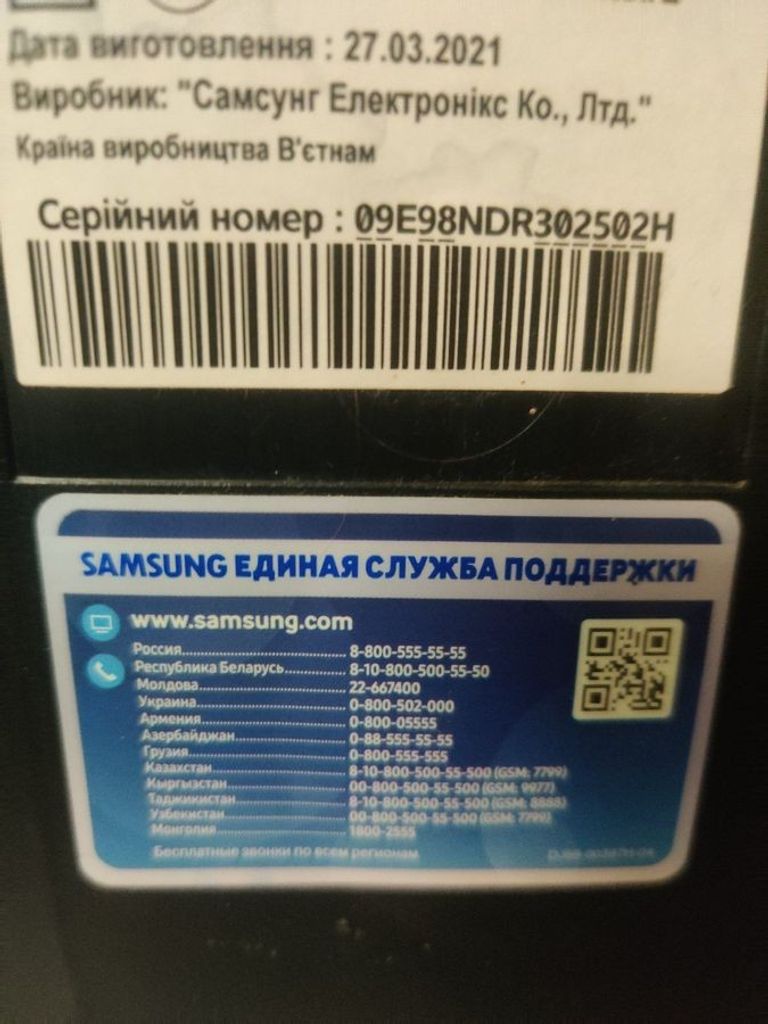 Дата виготовлення : 27.03.2021
Виробник: "Самсунг Електронікс Ко., Лтд."
Країна виробництва В'єтнам
Серійний номер : 09E98NDR302502H
SAMSUNG ЕДИНАЯ СЛУЖБА ПОДДЕРЖКИ
www.samsung.com
Россия........................ 8-800-555-55-55
Республика Беларусь........... 8-10-800-500-55-50
Молдова....................... 22-667400
Украина....................... 0-800-502-000
Армения....................... 0-800-05555
Азербайджан................... 0-88-555-55-55
Грузия........................ 0-800-555-555
Казахстан..................... 8-10-800-500-55-500 (GSM: 7799)
Кыргызстан.................... 00-800-500-55-500 (GSM: 9977)
Таджикистан................... 8-10-800-500-55-500 (GSM: 8888)
Узбекистан.................... 00-800-500-55-500 (GSM: 7799)
Монголия...................... 1800-2555
Бесплатные звонки по всем регионам